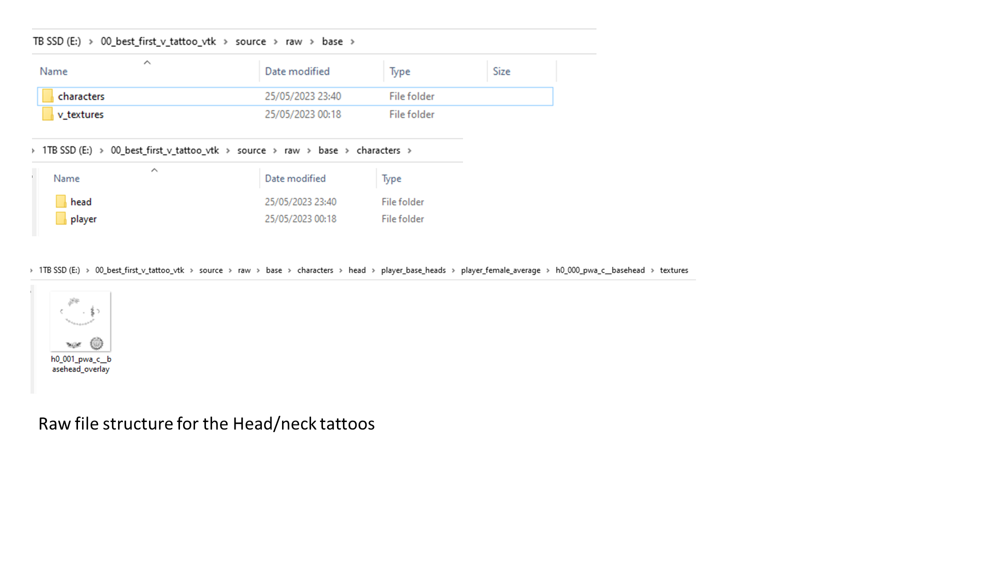 TB SSD (E:) > 00_best_first_v_tattoo_vtk > source > raw > base >
Name Date modified Type Size
characters 25/05/2023 23:40 File folder
v_textures 25/05/2023 00:18 File folder
> 1TB SSD (E:) > 00_best_first_v_tattoo_vtk > source > raw > base > characters >
Name Date modified Type
head 25/05/2023 23:40 File folder
player 25/05/2023 00:18 File folder
> 1TB SSD (E:) > 00_best_first_v_tattoo_vtk > source > raw > base > characters > head > player_base_heads > player_female_average > h0_000_pwa_c__basehead > textures
h0_001_pwa_c__b
asehead_overlay
Raw file structure for the Head/neck tattoos